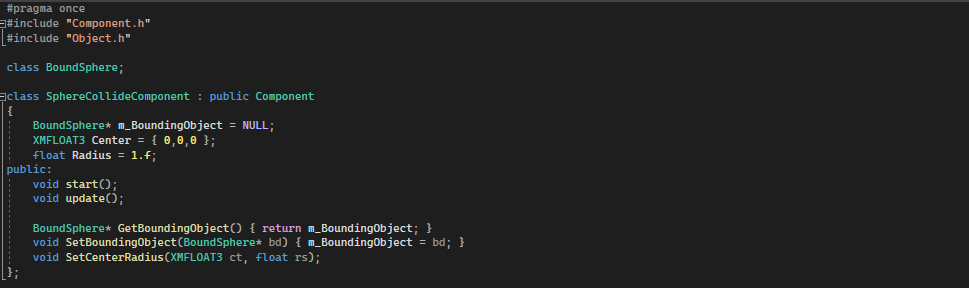 #pragma once
#include "Component.h"
#include "Object.h"

class BoundSphere;

class SphereCollideComponent : public Component
{
    BoundSphere* m_BoundingObject = NULL;
    XMFLOAT3 Center = { 0,0,0 };
    float Radius = 1.f;
public:
    void start();
    void update();

    BoundSphere* GetBoundingObject() { return m_BoundingObject; }
    void SetBoundingObject(BoundSphere* bd) { m_BoundingObject = bd; }
    void SetCenterRadius(XMFLOAT3 ct, float rs);
};